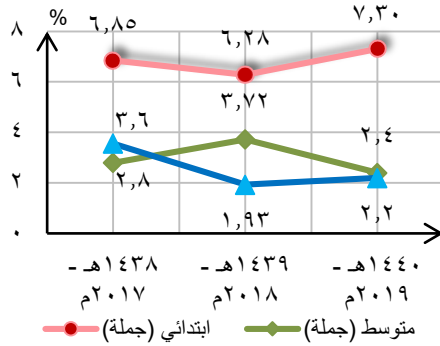 %
٨
٦
٤
٢
٠
٦,٨٥
٦,٢٨
٧,٣٠
٣,٦
٣,٧٢
٢,٤
٢,٨
١,٩٣
٢,٢
١٤٣٨هـ -
٢٠١٧م
١٤٣٩هـ -
٢٠١٨م
١٤٤٠هـ -
٢٠١٩م
ابتدائي (جملة)
متوسط (جملة)